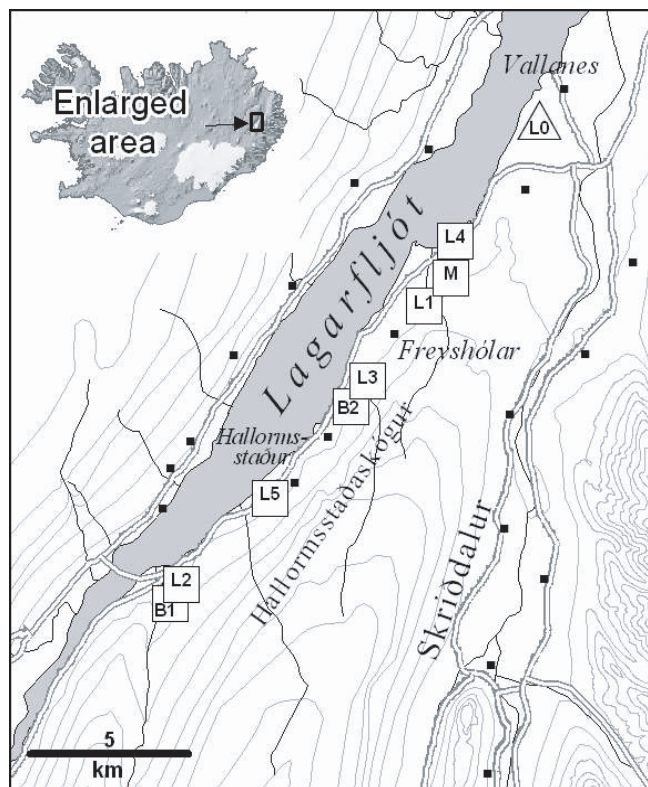 Enlarged
area
Vallanes
L0
Lagarfljót
L4
M
L1
Freyshólar
L3
B2
Hallorms-
staður
L5
Hallormsstaðaskógur
Skriðdalur
L2
B1
5
km